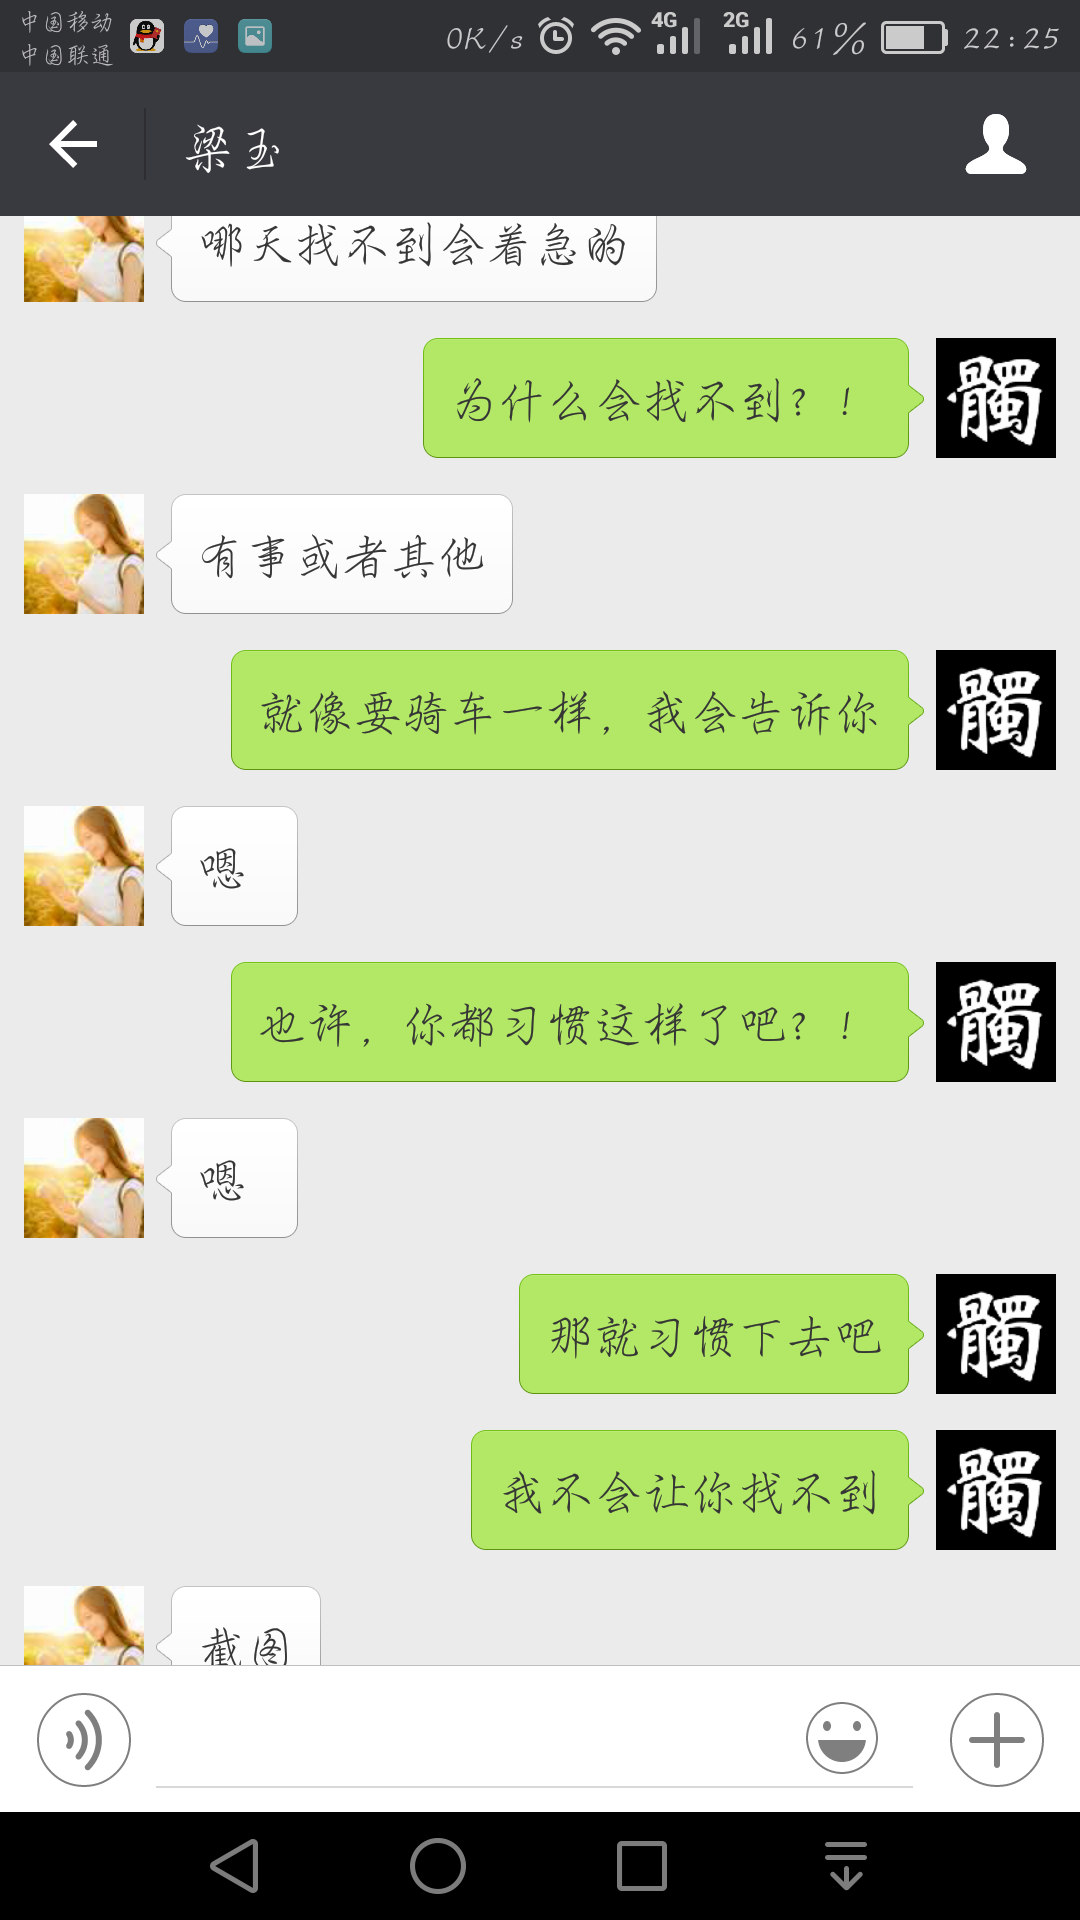 中国移动
中国联通
0K/s 4G 2G 61% 22:25
梁玉
哪天找不到会着急的
为什么会找不到？！
髑
有事或者其他
就像要骑车一样，我会告诉你
髑
嗯
也许，你都习惯这样了吧？！
髑
嗯
那就习惯下去吧
髑
我不会让你找不到
髑
截图